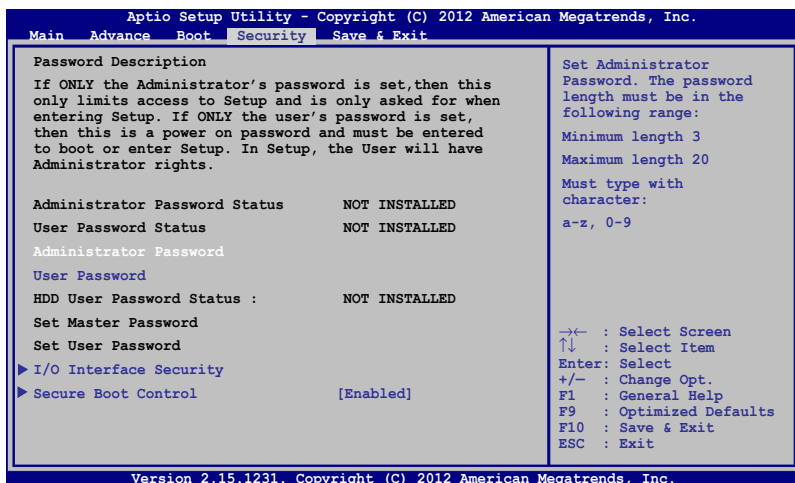 Aptio Setup Utility - Copyright (C) 2012 American Megatrends, Inc.
Main Advance Boot Security Save & Exit
Password Description
If ONLY the Administrator's password is set,then this
only limits access to Setup and is only asked for when
entering Setup. If ONLY the user's password is set,
then this is a power on password and must be entered
to boot or enter Setup. In Setup, the User will have
Administrator rights.
Administrator Password Status NOT INSTALLED
User Password Status NOT INSTALLED
Administrator Password
User Password
HDD User Password Status : NOT INSTALLED
Set Master Password
Set User Password
I/O Interface Security
Secure Boot Control [Enabled]
Set Administrator
Password. The password
length must be in the
following range:
Minimum length 3
Maximum length 20
Must type with
character:
a-z, 0-9
→← : Select Screen
↑↓ : Select Item
Enter: Select
+/— : Change Opt.
F1 : General Help
F9 : Optimized Defaults
F10 : Save & Exit
ESC : Exit
Version 2.15.1231. Copyright (C) 2012 American Megatrends, Inc.